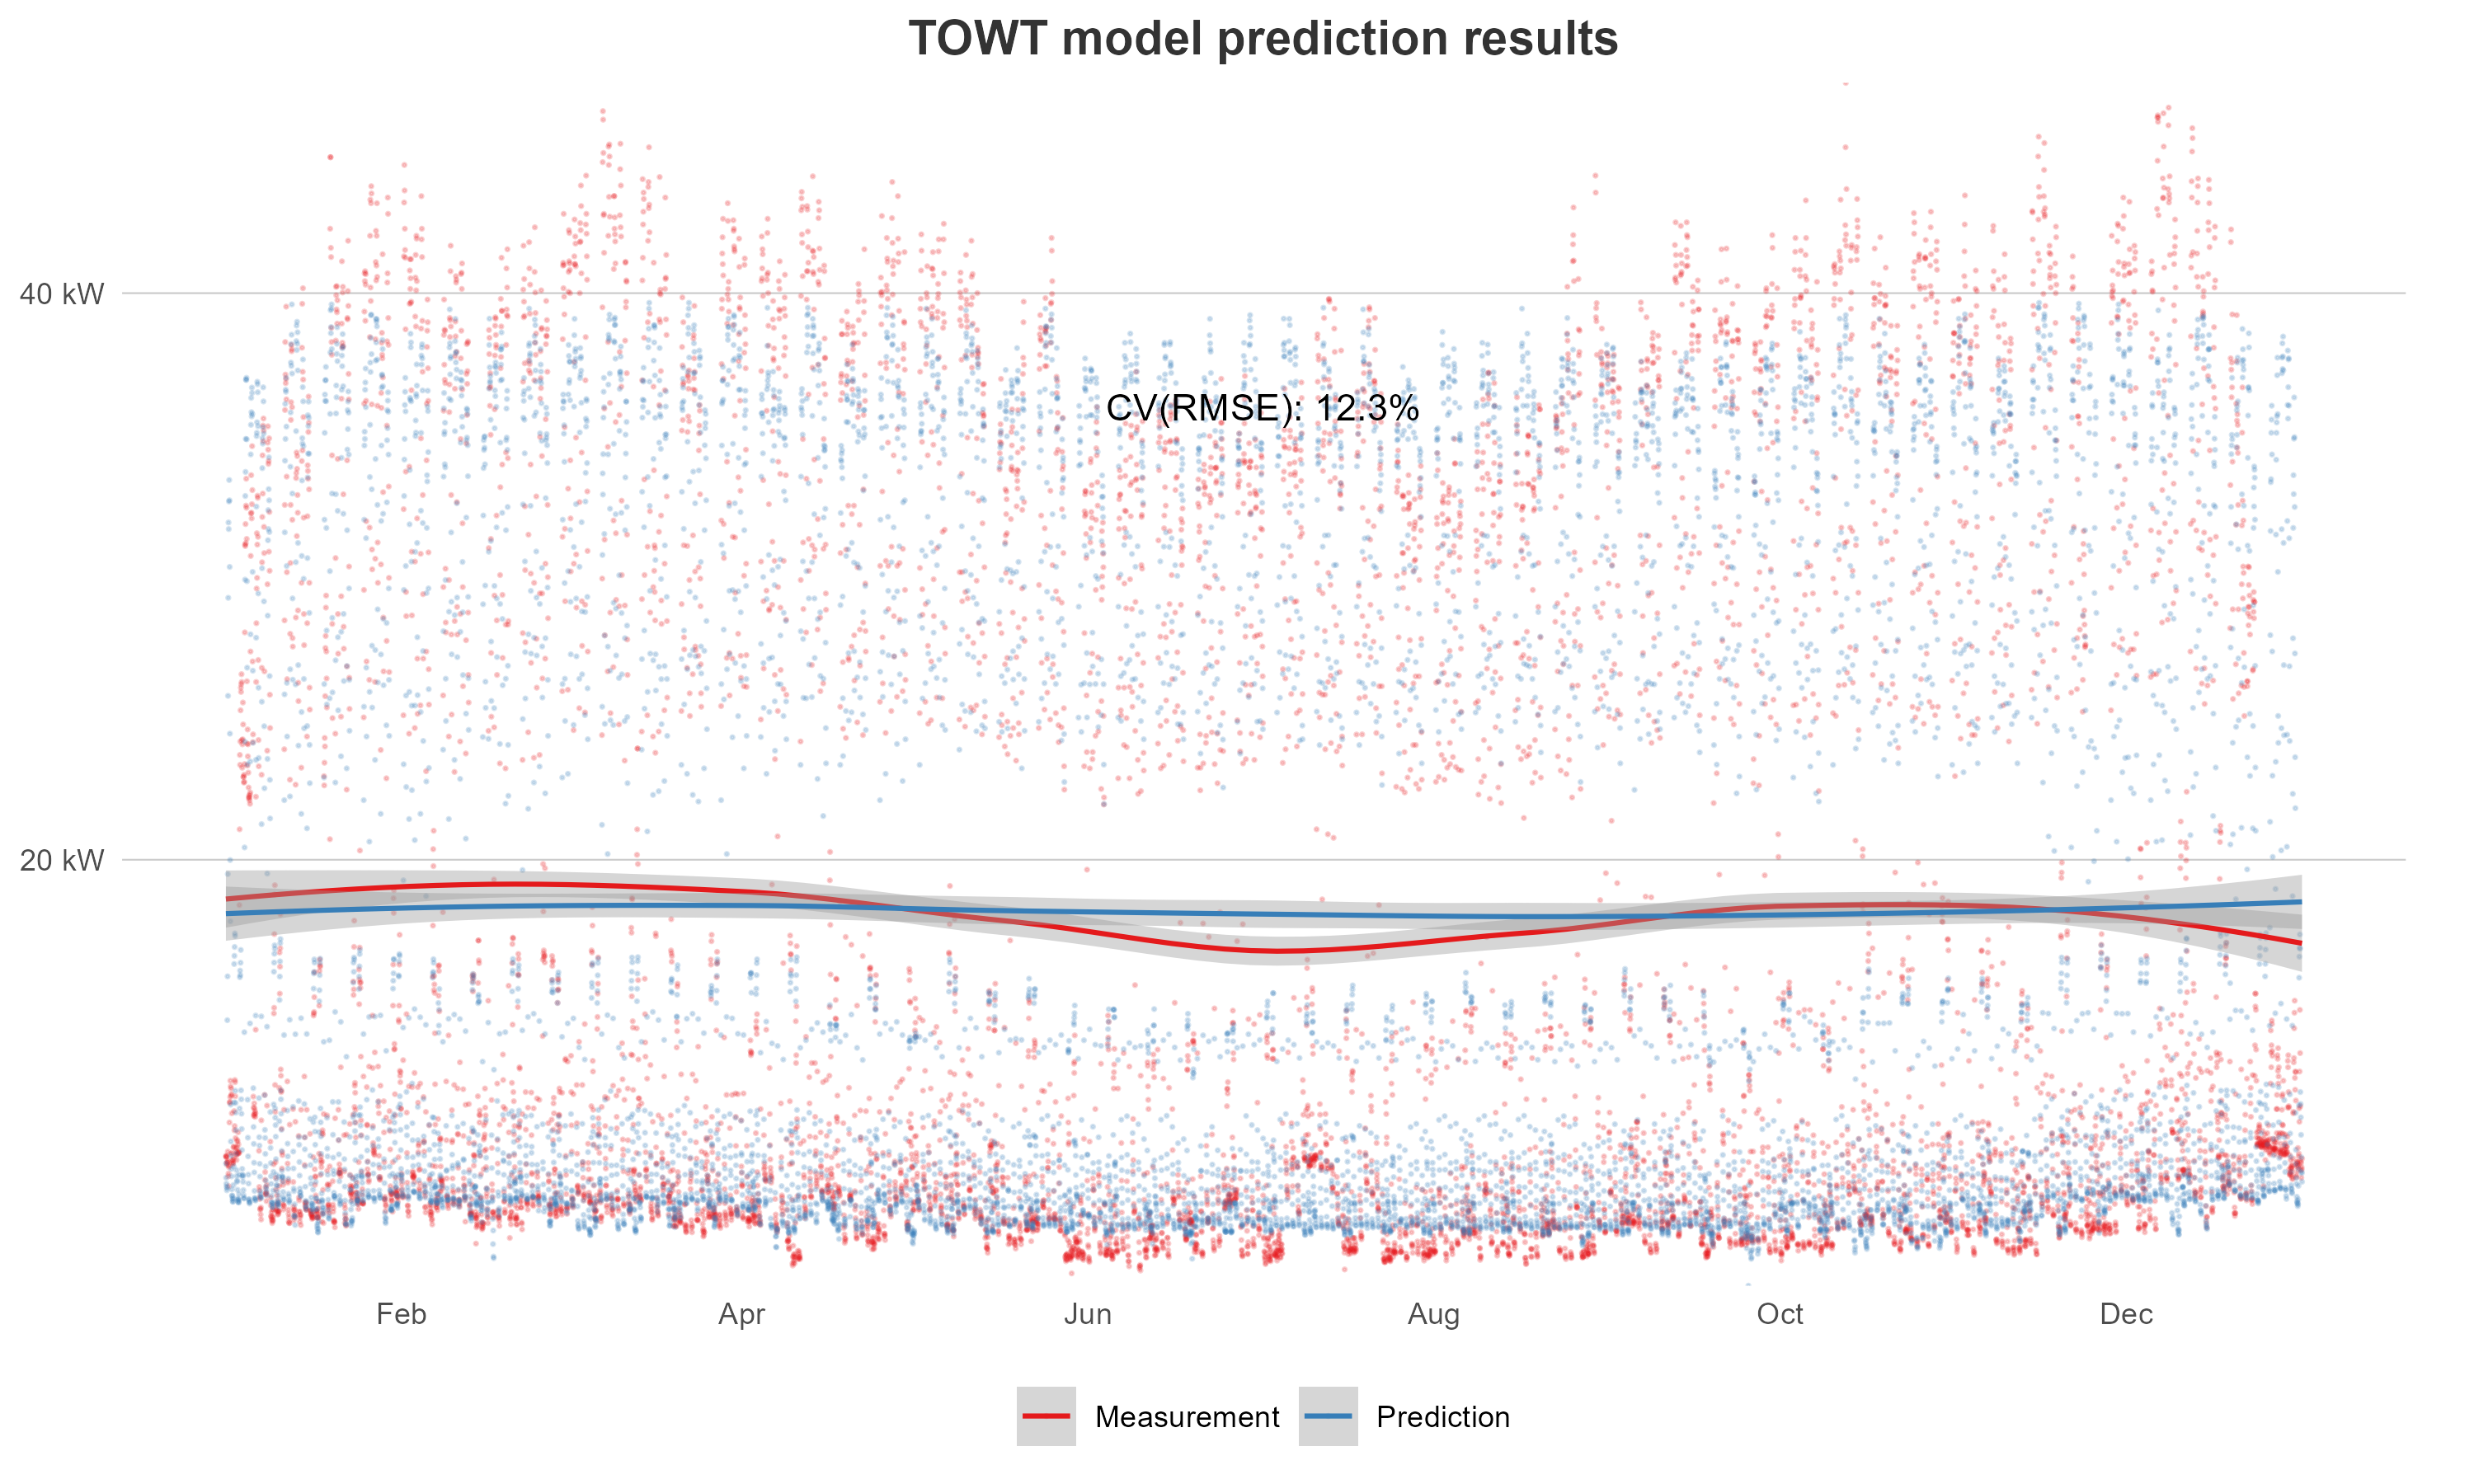 TOWT model prediction results
40 kW
CV(RMSE): 12.3%
20 kW
Feb Apr Jun Aug Oct Dec
Measurement Prediction